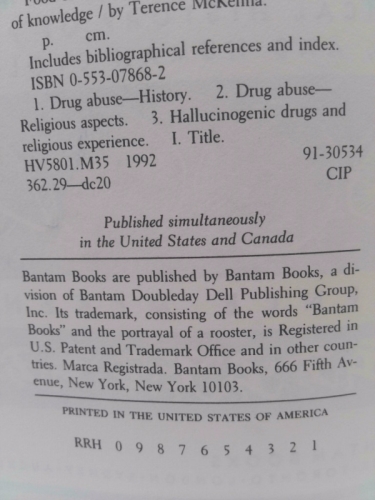 Food
of knowledge / by Terence McKenna.
p. cm.
Includes bibliographical references and index.
ISBN 0-553-07868-2
1. Drug abuse—History. 2. Drug abuse—
Religious aspects. 3. Hallucinogenic drugs and
religious experience. I. Title.
HV5801.M35 1992 91-30534
362.29—dc20 CIP
Published simultaneously
in the United States and Canada
Bantam Books are published by Bantam Books, a di-
vision of Bantam Doubleday Dell Publishing Group,
Inc. Its trademark, consisting of the words "Bantam
Books" and the portrayal of a rooster, is Registered in
U.S. Patent and Trademark Office and in other coun-
tries. Marca Registrada. Bantam Books, 666 Fifth Av-
enue, New York, New York 10103.
PRINTED IN THE UNITED STATES OF AMERICA
RRH 0 9 8 7 6 5 4 3 2 1